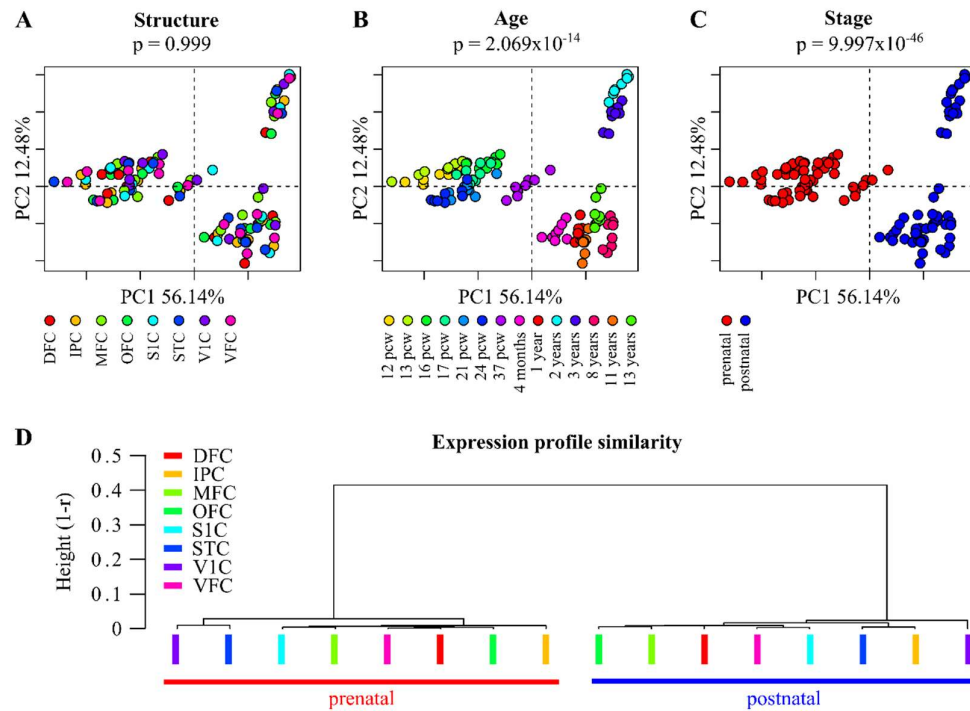 A
Structure
p = 0.999
PC2 12.48%
PC1 56.14%
DFC
IPC
MFC
OFC
S1C
STC
V1C
VFC
B
Age
p = 2.069x10⁻¹⁴
PC2 12.48%
PC1 56.14%
12 pcw
13 pcw
16 pcw
17 pcw
21 pcw
24 pcw
37 pcw
4 months
1 year
2 years
3 years
8 years
11 years
13 years
C
Stage
p = 9.997x10⁻⁴⁶
PC2 12.48%
PC1 56.14%
prenatal
postnatal
D
Expression profile similarity
Height (1-r)
0.5
0.4
0.3
0.2
0.1
0
DFC
IPC
MFC
OFC
S1C
STC
V1C
VFC
prenatal
postnatal